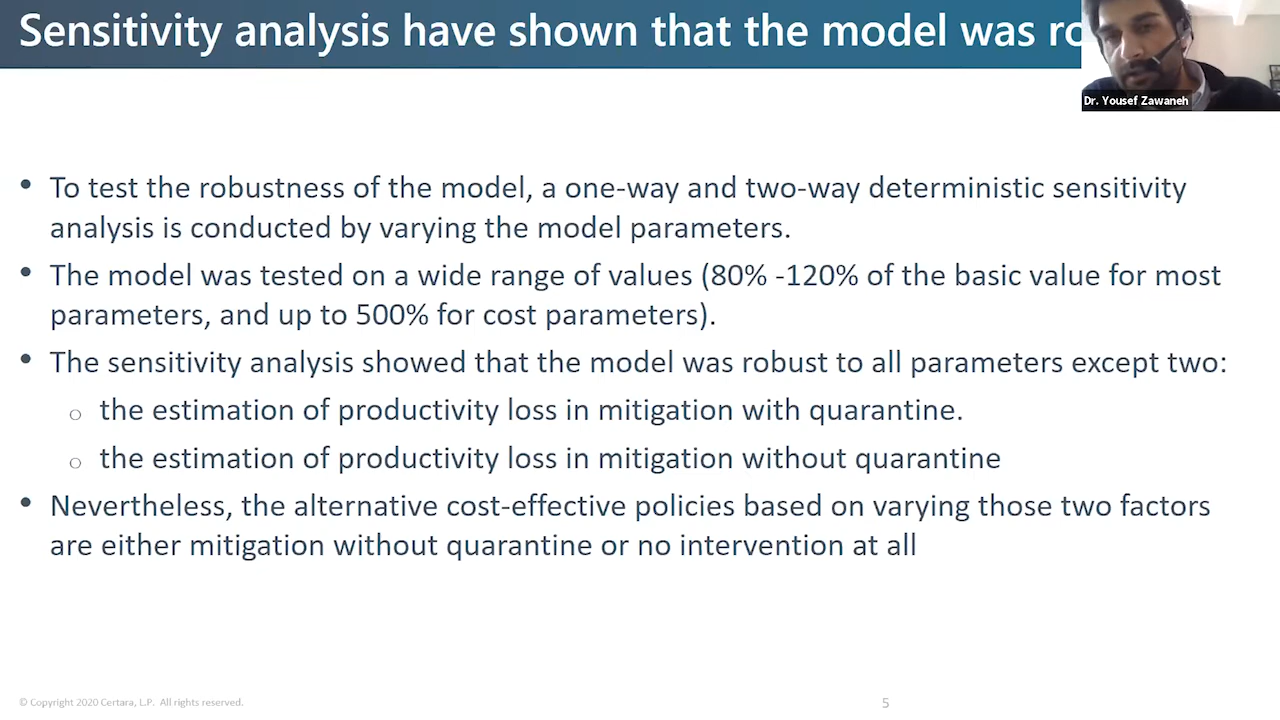 Sensitivity analysis have shown that the model was
Dr. Yousef Zawaneh
• To test the robustness of the model, a one-way and two-way deterministic sensitivity
analysis is conducted by varying the model parameters.
• The model was tested on a wide range of values (80% -120% of the basic value for most
parameters, and up to 500% for cost parameters).
• The sensitivity analysis showed that the model was robust to all parameters except two:
o the estimation of productivity loss in mitigation with quarantine.
o the estimation of productivity loss in mitigation without quarantine
• Nevertheless, the alternative cost-effective policies based on varying those two factors
are either mitigation without quarantine or no intervention at all
© Copyright 2020 Certara, L.P. All rights reserved.
5